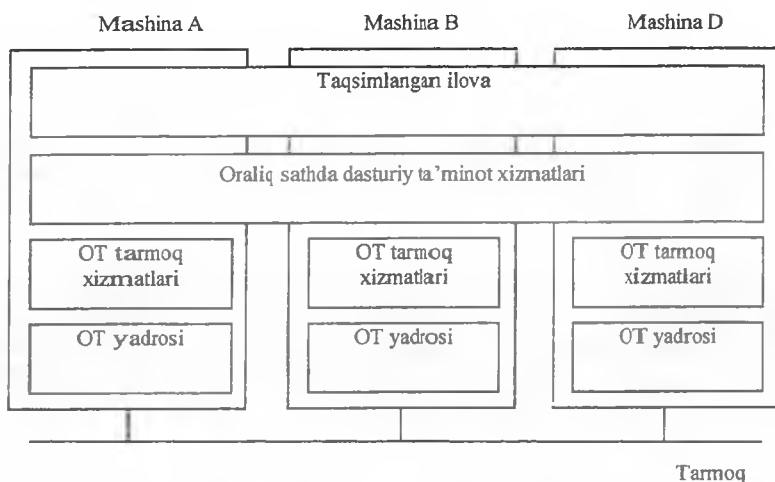 Mashina A
Mashina B
Mashina D
Taqsimlangan ilova
Oraliq sathda dasturiy ta'minot xizmatlari
OT tarmoq
xizmatlari
OT tarmoq
xizmatlari
OT tarmoq
xizmatlari
OT yadrosi
OT yadrosi
OT yadrosi
Tarmoq